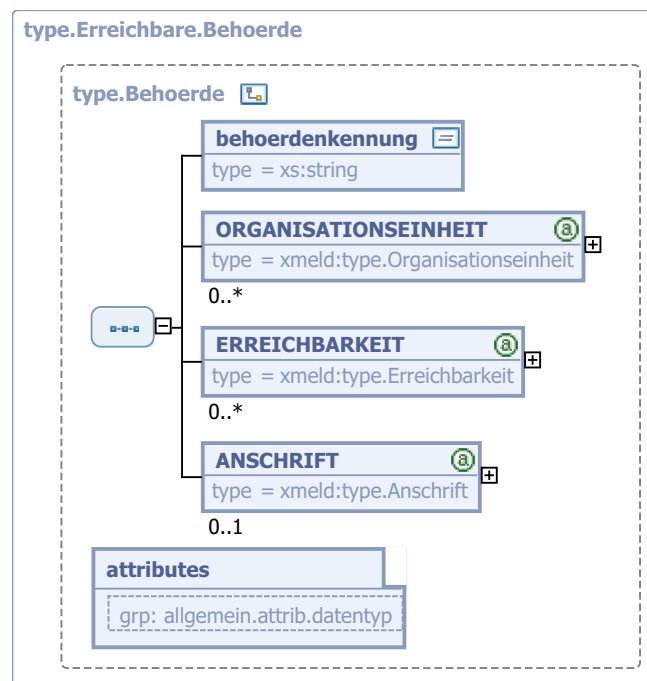 type.Erreichbare.Behoerde
type.Behoerde
behoerdenkennung
type = xs:string
ORGANISATIONSEINHEIT
type = xmeld:type.Organisationseinheit
0..*
ERREICHBARKEIT
type = xmeld:type.Erreichbarkeit
0..*
ANSCHRIFT
type = xmeld:type.Anschrift
0..1
attributes
grp: allgemein.attrib.datentyp